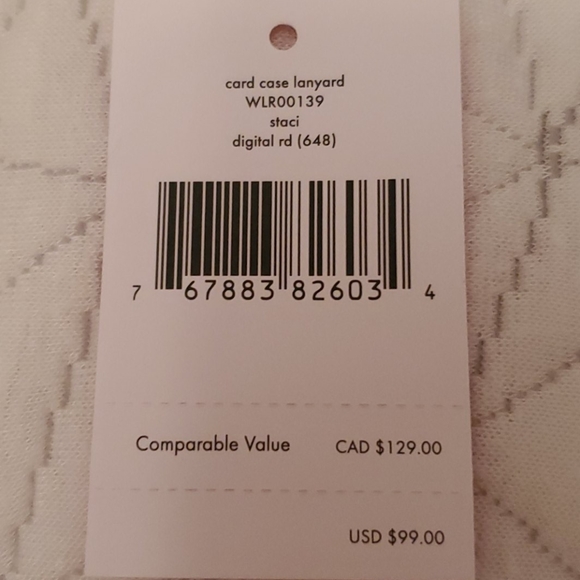 card case lanyard
WLR00139
staci
digital rd (648)
7 67883 82603 4
Comparable Value CAD $129.00
USD $99.00